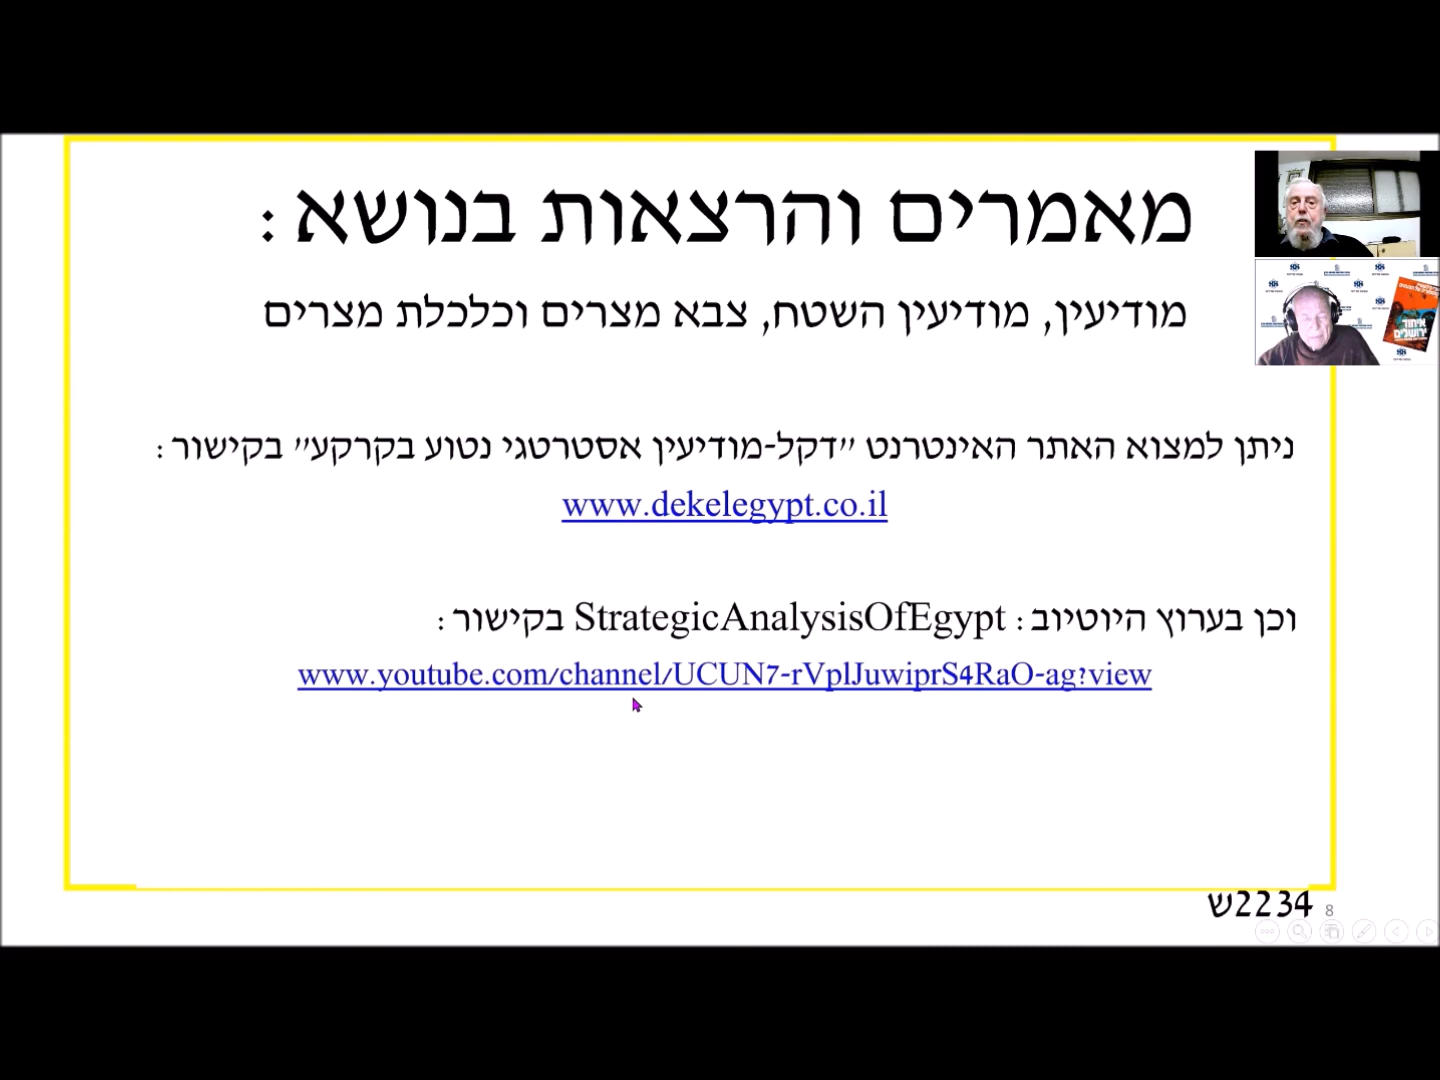 מאמרים והרצאות בנושא :
מודיעין, מודיעין השטח, צבא מצרים וכלכלת מצרים
ניתן למצוא האתר האינטרנט "דקל-מודיעין אסטרטגי נטוע בקרקע" בקישור :
www.dekelegypt.co.il
וכן בערוץ היוטיוב : StrategicAnalysisOfEgypt בקישור :
www.youtube.com/channel/UCUN7-rVplJuwiprS4RaO-ag?view
ש2234
8
איחוד
ירושלים